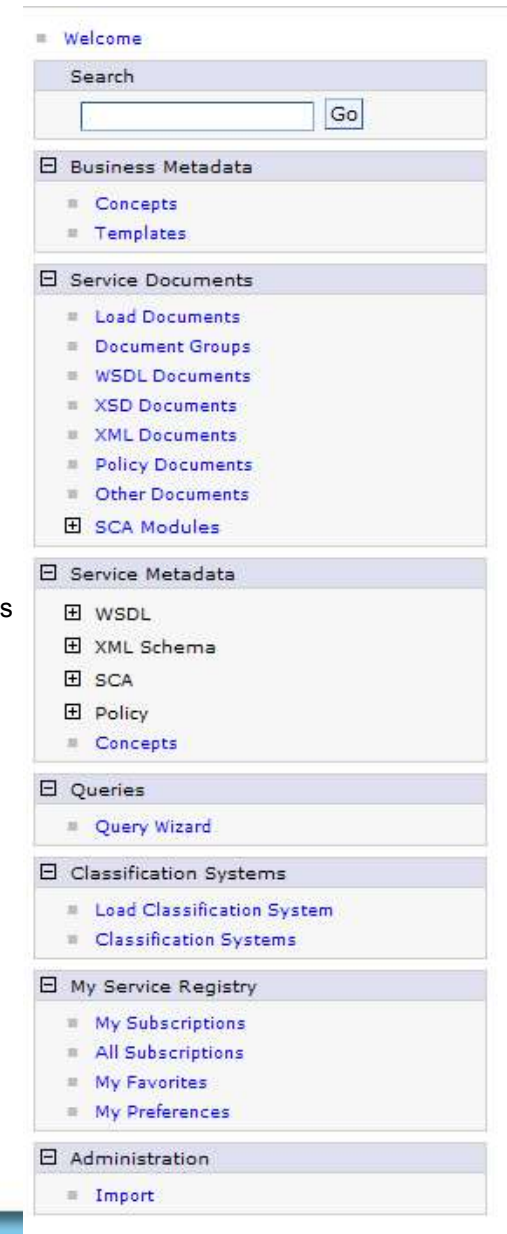 Welcome
Search
Go
Business Metadata
Concepts
Templates
Service Documents
Load Documents
Document Groups
WSDL Documents
XSD Documents
XML Documents
Policy Documents
Other Documents
SCA Modules
Service Metadata
s
WSDL
XML Schema
SCA
Policy
Concepts
Queries
Query Wizard
Classification Systems
Load Classification System
Classification Systems
My Service Registry
My Subscriptions
All Subscriptions
My Favorites
My Preferences
Administration
Import